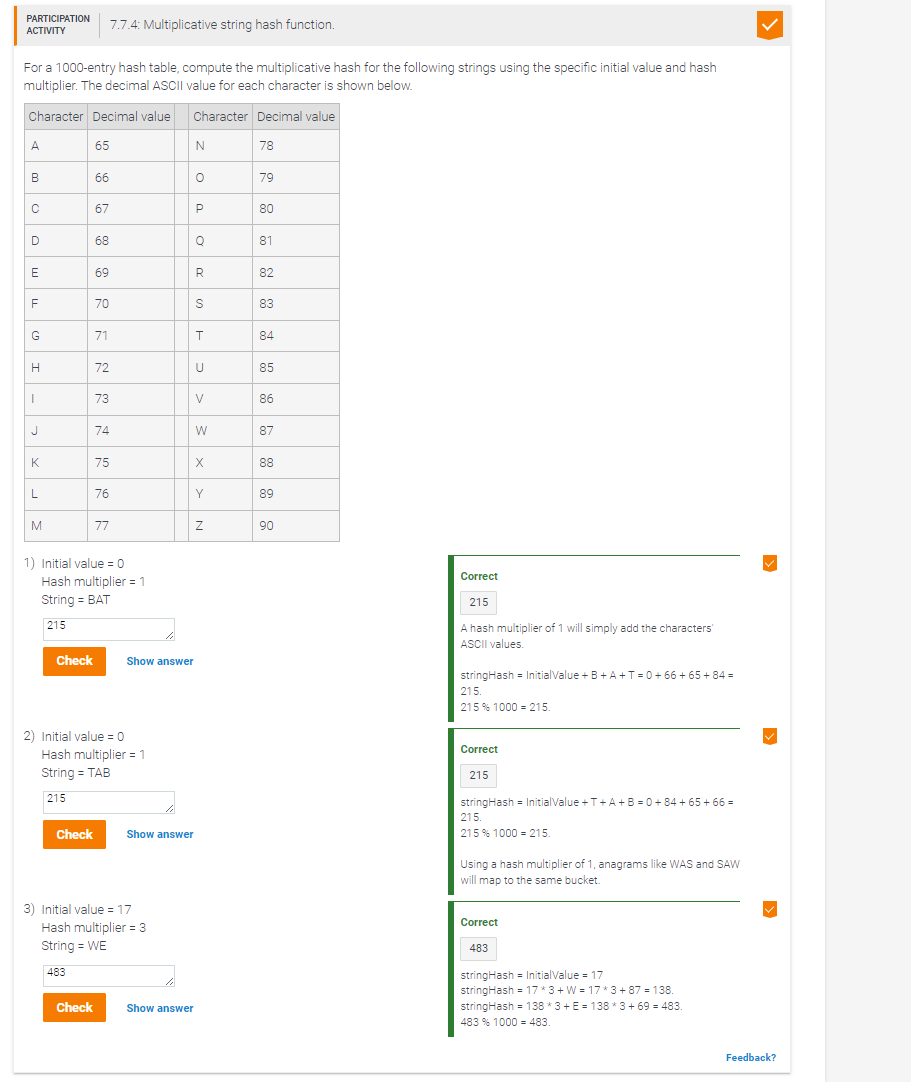 PARTICIPATION
ACTIVITY
7.7.4: Multiplicative string hash function.
For a 1000-entry hash table, compute the multiplicative hash for the following strings using the specific initial value and hash
multiplier. The decimal ASCII value for each character is shown below.
Character Decimal value Character Decimal value
A 65 N 78
B 66 O 79
C 67 P 80
D 68 Q 81
E 69 R 82
F 70 S 83
G 71 T 84
H 72 U 85
I 73 V 86
J 74 W 87
K 75 X 88
L 76 Y 89
M 77 Z 90
1) Initial value = 0
Hash multiplier = 1
String = BAT
215
Check Show answer
Correct
215
A hash multiplier of 1 will simply add the characters'
ASCII values.
stringHash = InitialValue + B + A + T = 0 + 66 + 65 + 84 =
215.
215 % 1000 = 215.
2) Initial value = 0
Hash multiplier = 1
String = TAB
215
Check Show answer
Correct
215
stringHash = InitialValue + T + A + B = 0 + 84 + 65 + 66 =
215.
215 % 1000 = 215.
Using a hash multiplier of 1, anagrams like WAS and SAW
will map to the same bucket.
3) Initial value = 17
Hash multiplier = 3
String = WE
483
Check Show answer
Correct
483
stringHash = InitialValue = 17
stringHash = 17 * 3 + W = 17 * 3 + 87 = 138.
stringHash = 138 * 3 + E = 138 * 3 + 69 = 483.
483 % 1000 = 483.
Feedback?